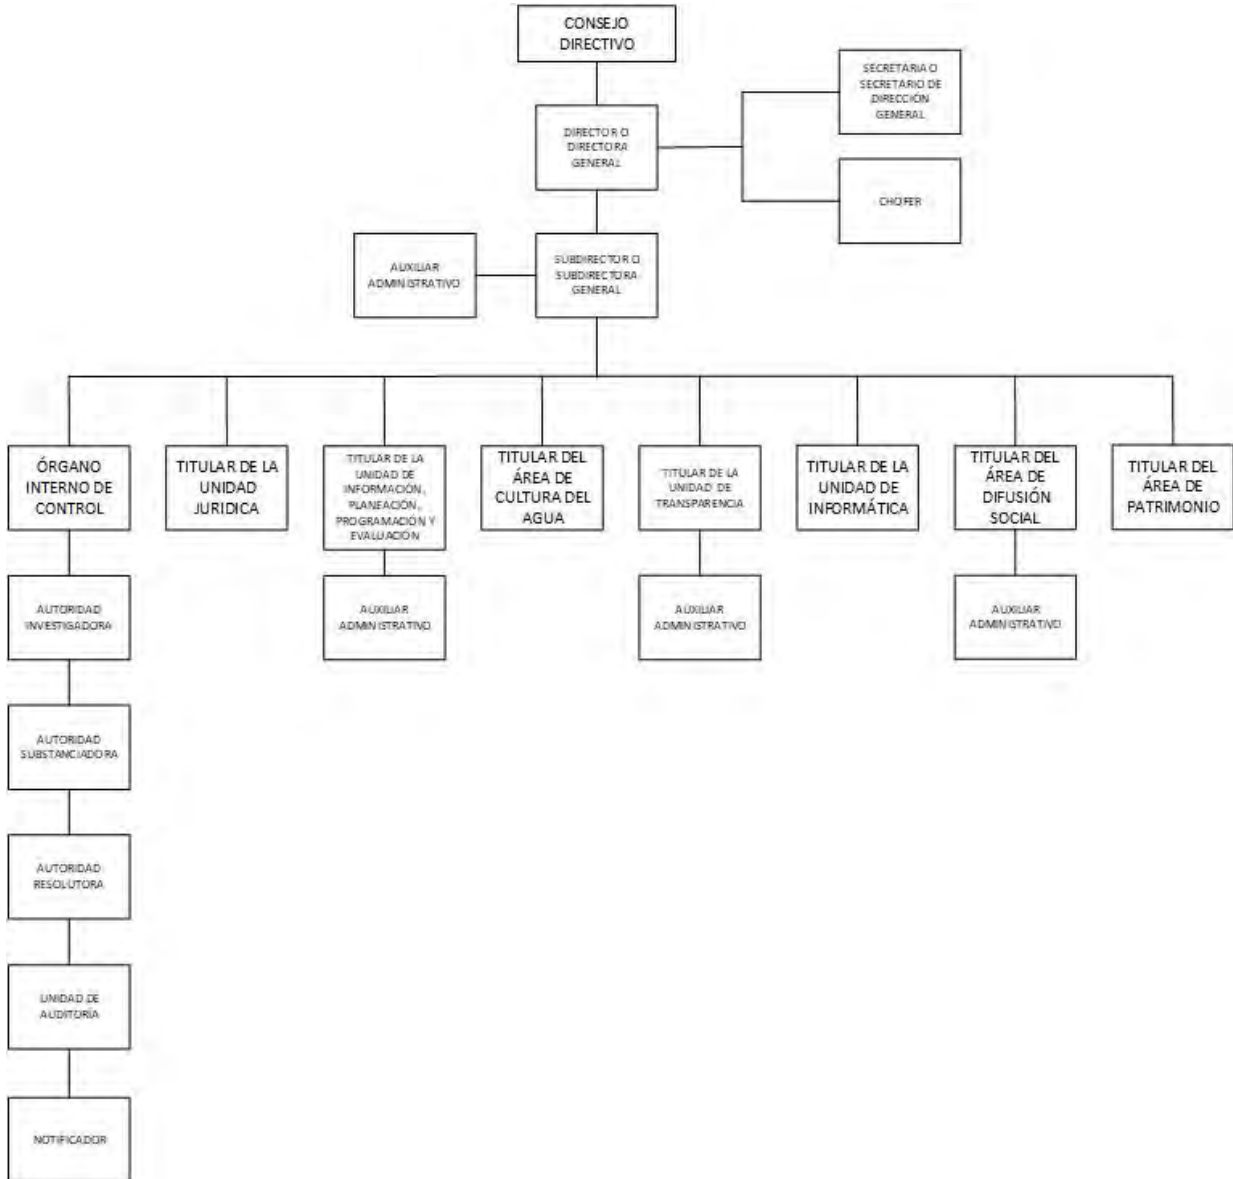 CONSEJO
DIRECTIVO
SECRETARIA O
SECRETARIO DE
DIRECCIÓN
GENERAL
DIRECTOR O
DIRECTORA
GENERAL
CHOFER
AUXILIAR
ADMINISTRATIVO
SUBDIRECTOR O
SUBDIRECTORA
GENERAL
ÓRGANO
INTERNO DE
CONTROL
TITULAR DE LA
UNIDAD
JURIDICA
TITULAR DE LA
UNIDAD DE
INFORMACIÓN,
PLANEACIÓN,
PROGRAMACIÓN Y
EVALUACIÓN
TITULAR DEL
ÁREA DE
CULTURA DEL
AGUA
TITULAR DE LA
UNIDAD DE
TRANSPARENCIA
TITULAR DE LA
UNIDAD DE
INFORMÁTICA
TITULAR DEL
ÁREA DE
DIFUSIÓN
SOCIAL
TITULAR DEL
ÁREA DE
PATRIMONIO
AUTORIDAD
INVESTIGADORA
AUXILIAR
ADMINISTRATIVO
AUXILIAR
ADMINISTRATIVO
AUXILIAR
ADMINISTRATIVO
AUTORIDAD
SUBSTANCIADORA
AUTORIDAD
RESOLUTORA
UNIDAD DE
AUDITORÍA
NOTIFICADOR